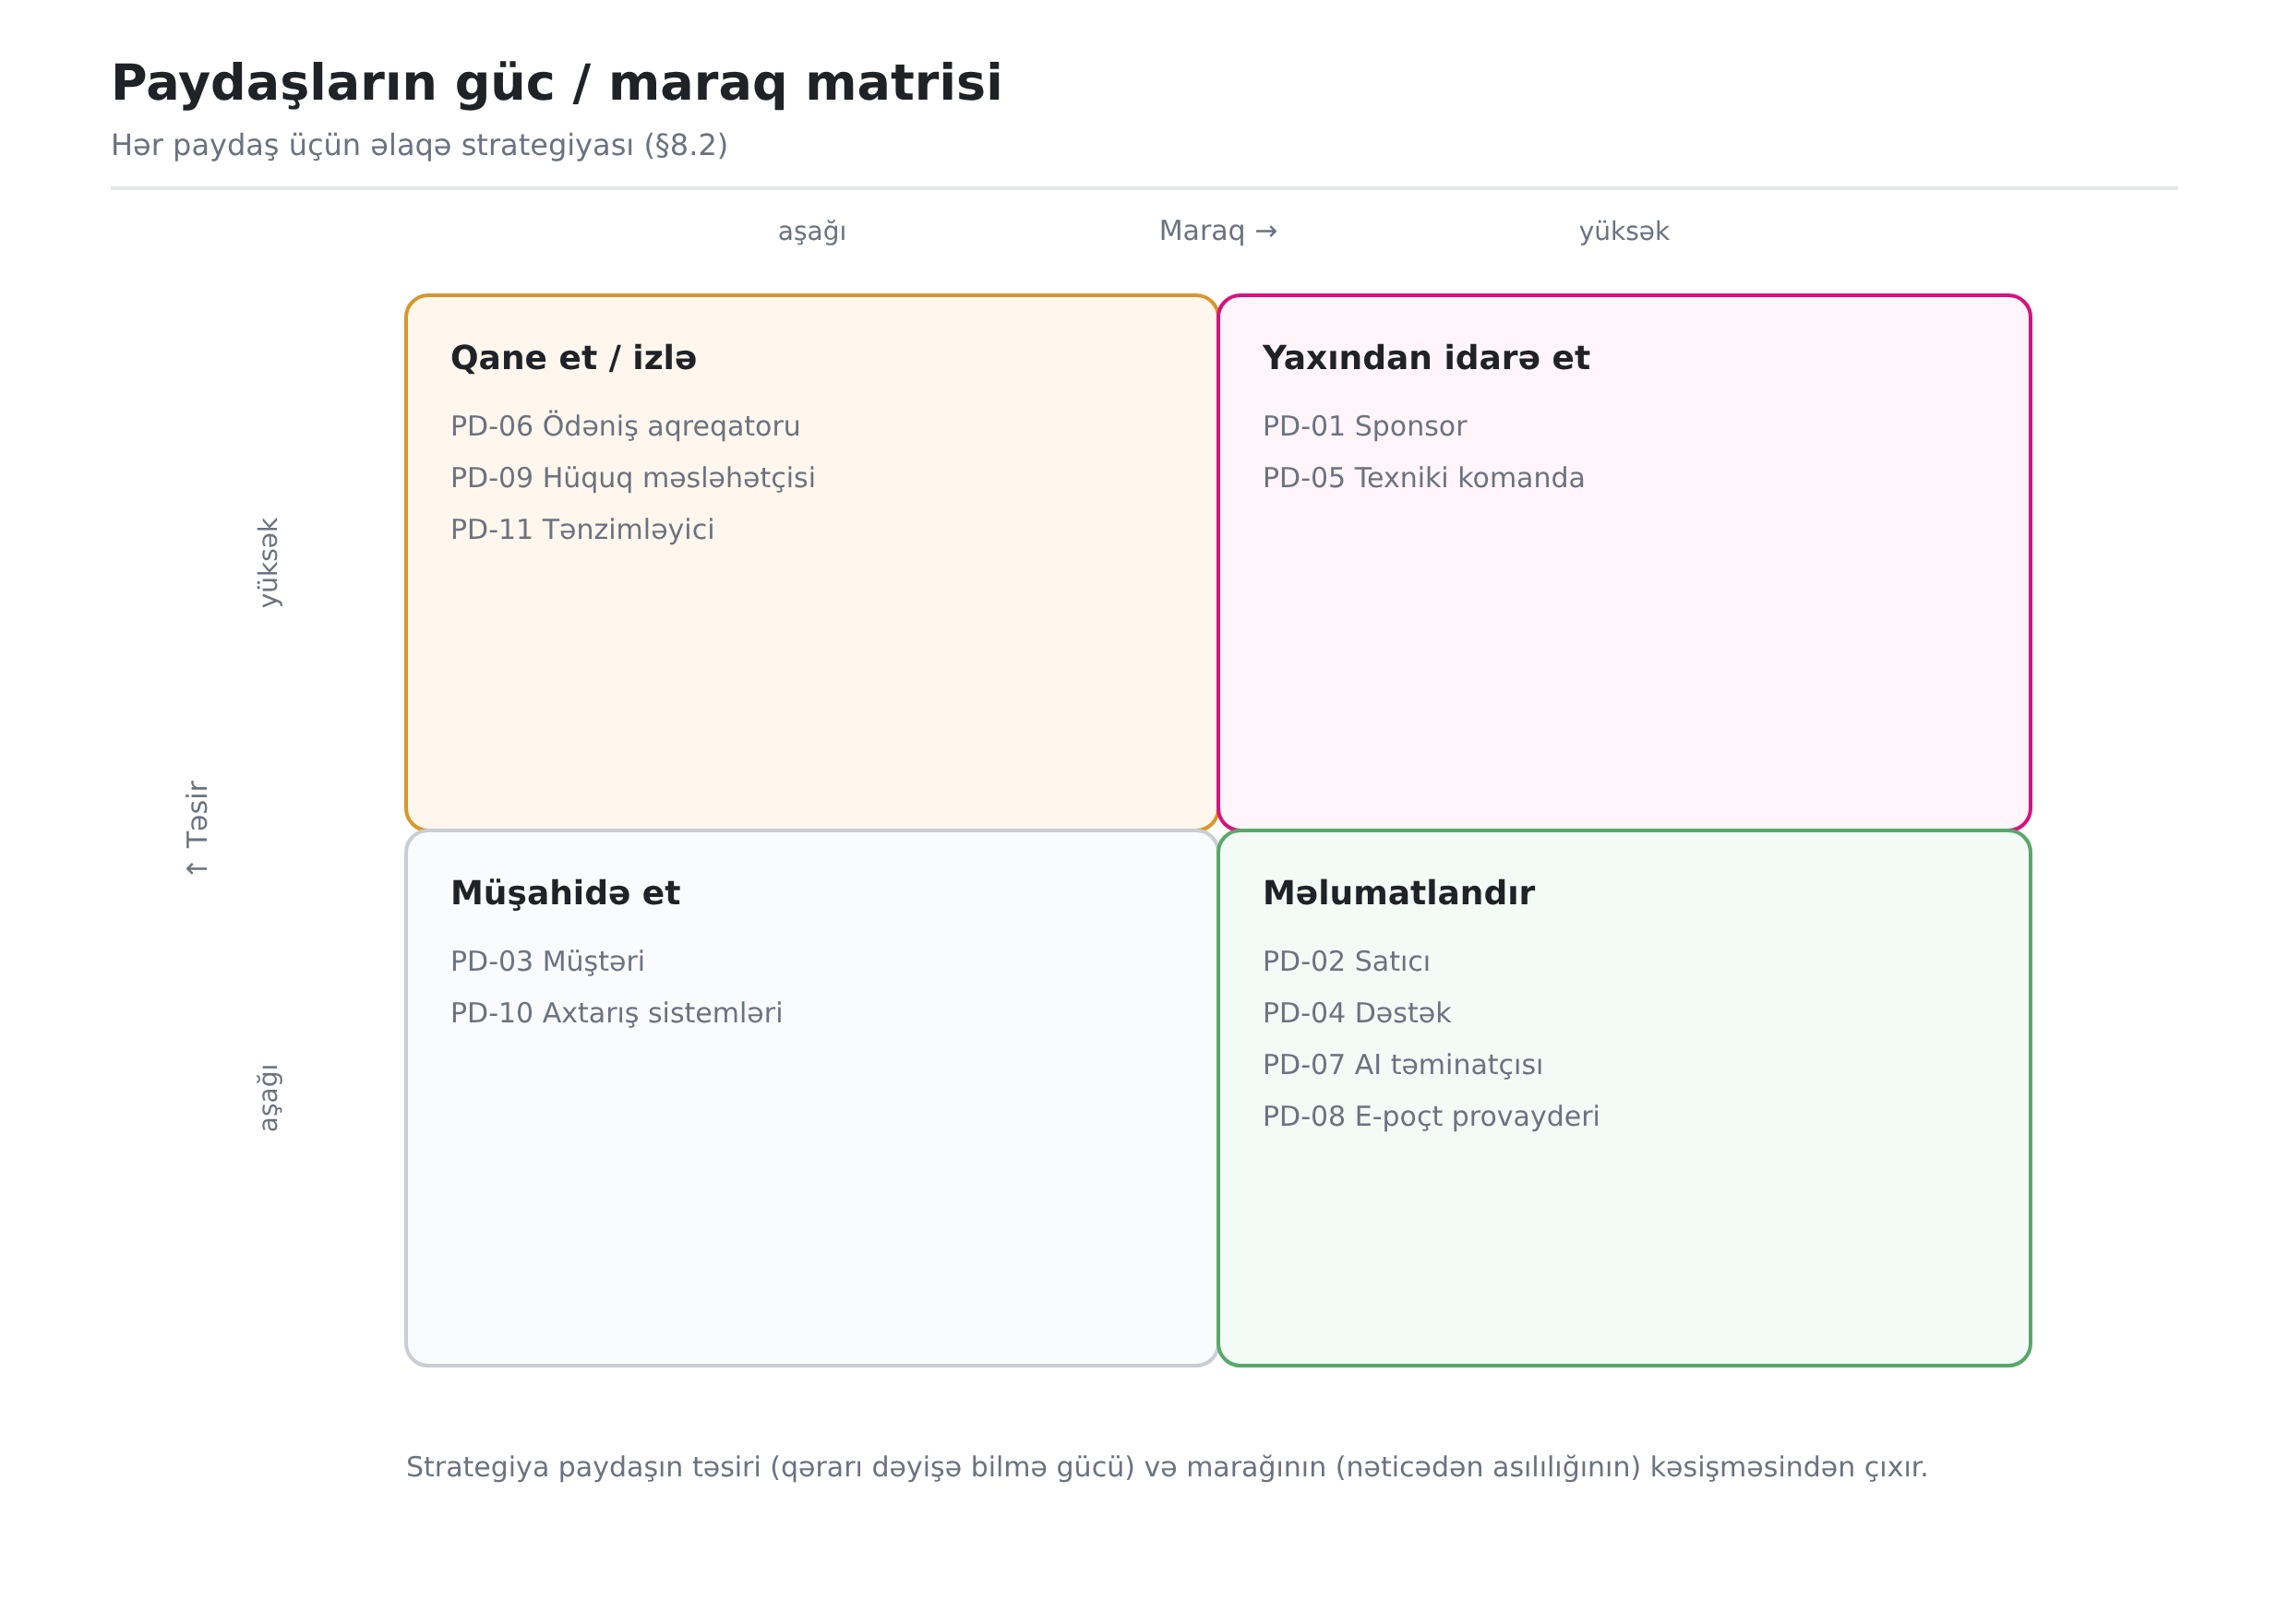 Paydaşların güc / maraq matrisi
Hər paydaş üçün əlaqə strategiyası (§8.2)
aşağı
Maraq →
yüksək
yüksək
↑ Təsir
aşağı
Qane et / izlə
PD-06 Ödəniş aqreqatoru
PD-09 Hüquq məsləhətçisi
PD-11 Tənzimləyici
Yaxından idarə et
PD-01 Sponsor
PD-05 Texniki komanda
Müşahidə et
PD-03 Müştəri
PD-10 Axtarış sistemləri
Məlumatlandır
PD-02 Satıcı
PD-04 Dəstək
PD-07 AI təminatçısı
PD-08 E-poçt provayderi
Strategiya paydaşın təsiri (qərarı dəyişə bilmə gücü) və marağının (nəticədən asılılığının) kəsişməsindən çıxır.